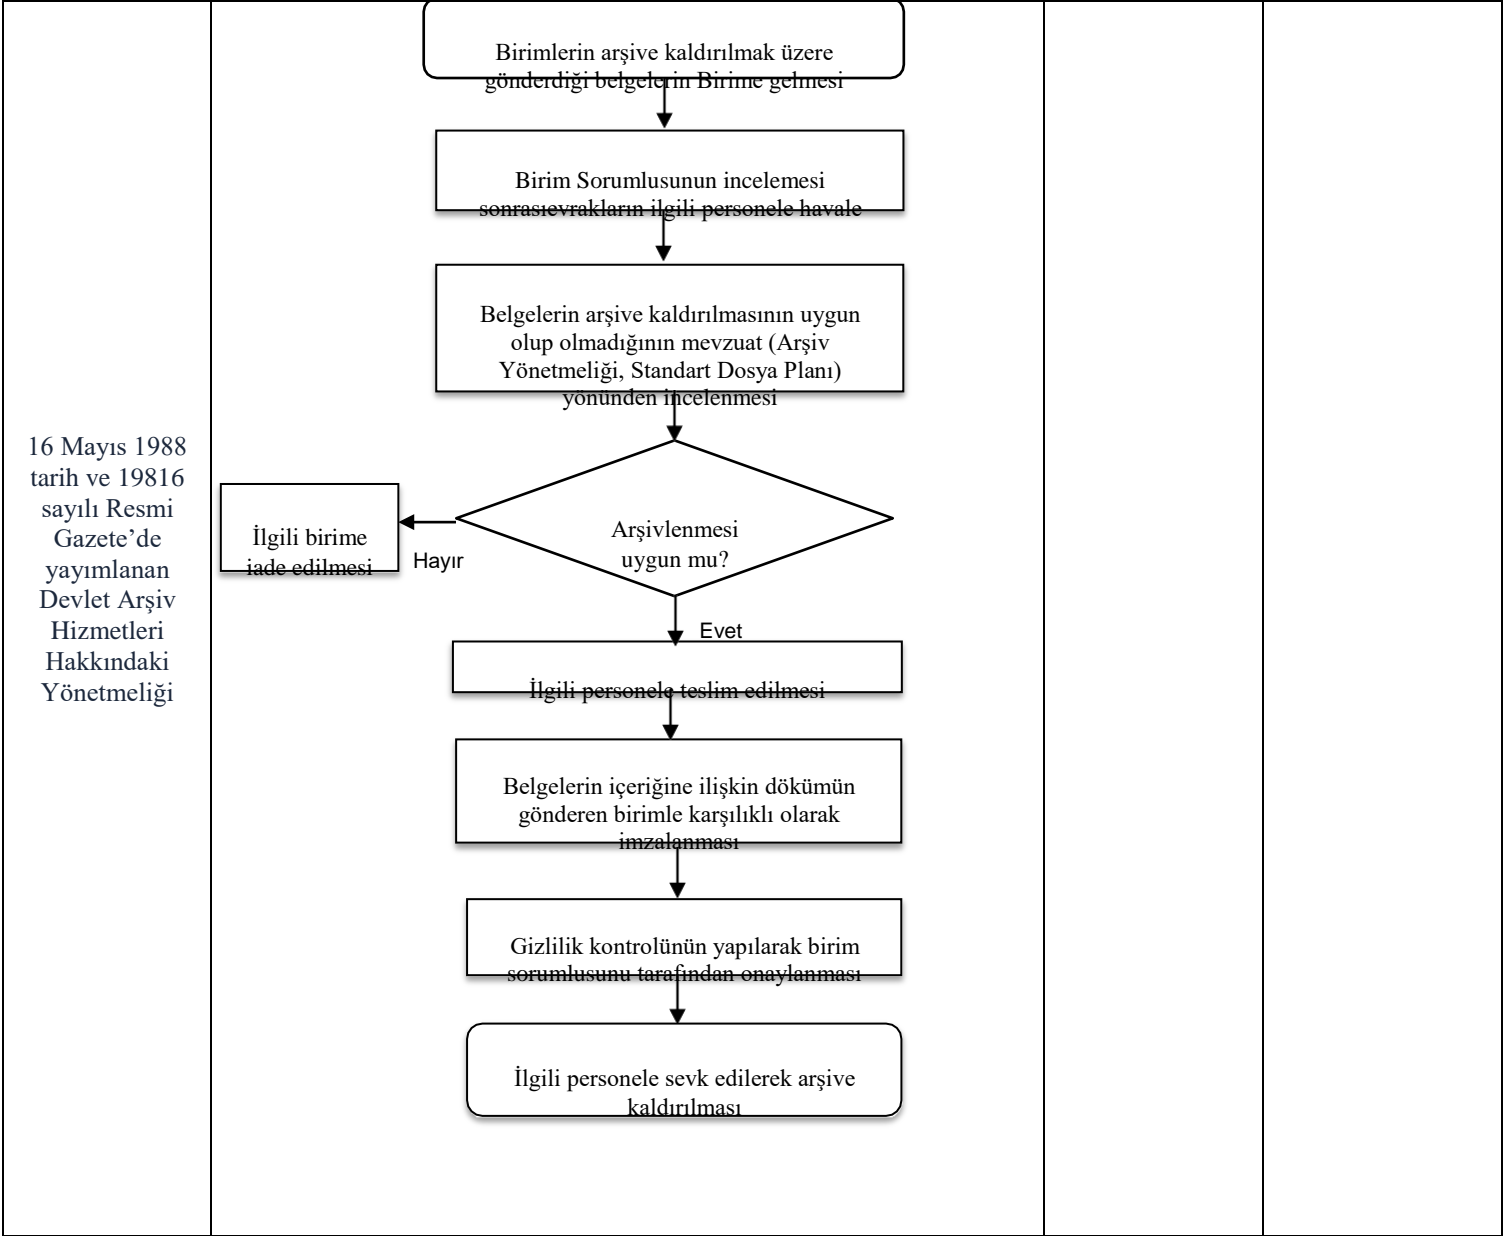 16 Mayıs 1988
tarih ve 19816
sayılı Resmi
Gazete’de
yayımlanan
Devlet Arşiv
Hizmetleri
Hakkındaki
Yönetmeliği
Birimlerin arşive kaldırılmak üzere
gönderdiği belgelerin Birime gelmesi
Birim Sorumlusunun incelemesi
sonrasıevrakların ilgili personele havale
Belgelerin arşive kaldırılmasının uygun
olup olmadığının mevzuat (Arşiv
Yönetmeliği, Standart Dosya Planı)
yönünden incelenmesi
Arşivlenmesi
uygun mu?
Hayır
İlgili birime
iade edilmesi
Evet
İlgili personele teslim edilmesi
Belgelerin içeriğine ilişkin dökümün
gönderen birimle karşılıklı olarak
imzalanması
Gizlilik kontrolünün yapılarak birim
sorumlusunu tarafından onaylanması
İlgili personele sevk edilerek arşive
kaldırılması